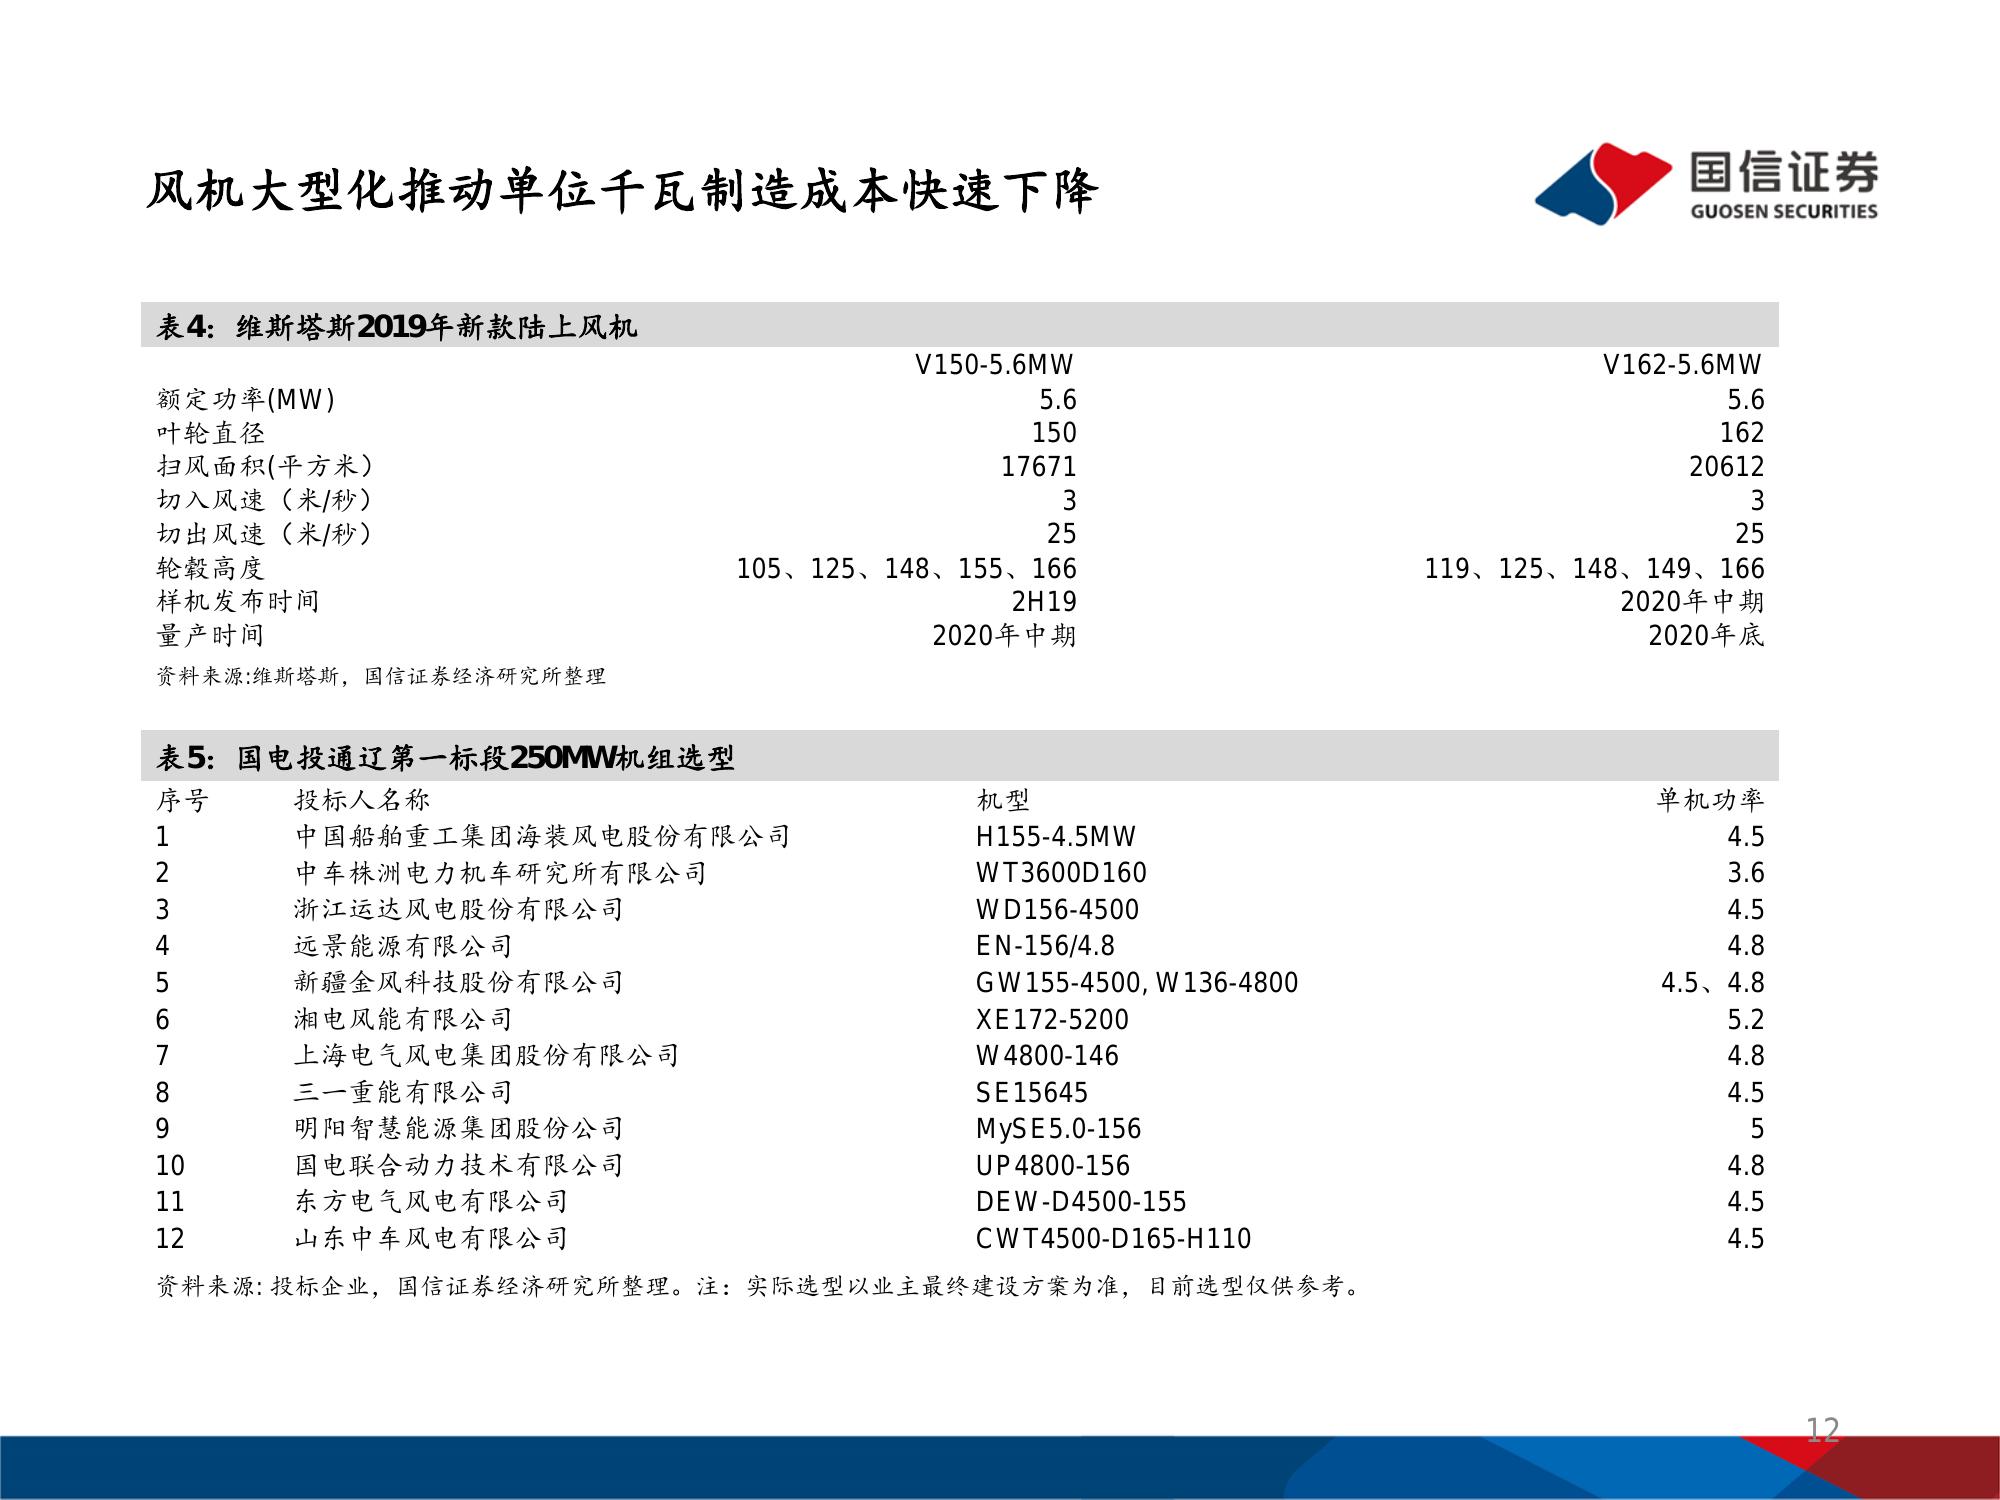 风机大型化推动单位千瓦制造成本快速下降
国信证券
GUOSEN SECURITIES
表4：维斯塔斯2019年新款陆上风机
V150-5.6MW V162-5.6MW
额定功率(MW) 5.6 5.6
叶轮直径 150 162
扫风面积(平方米） 17671 20612
切入风速（米/秒） 3 3
切出风速（米/秒） 25 25
轮毂高度 105、125、148、155、166 119、125、148、149、166
样机发布时间 2H19 2020年中期
量产时间 2020年中期 2020年底
资料来源:维斯塔斯，国信证券经济研究所整理
表5：国电投通辽第一标段250MW机组选型
序号 投标人名称 机型 单机功率
1 中国船舶重工集团海装风电股份有限公司 H155-4.5MW 4.5
2 中车株洲电力机车研究所有限公司 WT3600D160 3.6
3 浙江运达风电股份有限公司 WD156-4500 4.5
4 远景能源有限公司 EN-156/4.8 4.8
5 新疆金风科技股份有限公司 GW155-4500, W136-4800 4.5、4.8
6 湘电风能有限公司 XE172-5200 5.2
7 上海电气风电集团股份有限公司 W4800-146 4.8
8 三一重能有限公司 SE15645 4.5
9 明阳智慧能源集团股份公司 MySE5.0-156 5
10 国电联合动力技术有限公司 UP4800-156 4.8
11 东方电气风电有限公司 DEW-D4500-155 4.5
12 山东中车风电有限公司 CWT4500-D165-H110 4.5
资料来源: 投标企业，国信证券经济研究所整理。注：实际选型以业主最终建设方案为准，目前选型仅供参考。
12